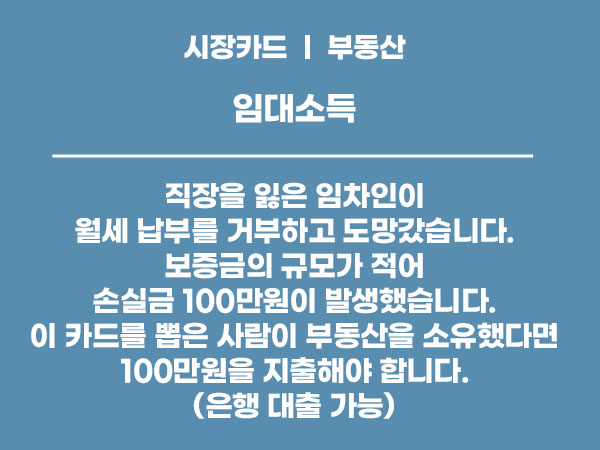 시장카드 ㅣ 부동산
임대소득
직장을 잃은 임차인이
월세 납부를 거부하고 도망갔습니다.
보증금의 규모가 적어
손실금 100만원이 발생했습니다.
이 카드를 뽑은 사람이 부동산을 소유했다면
100만원을 지출해야 합니다.
(은행 대출 가능)